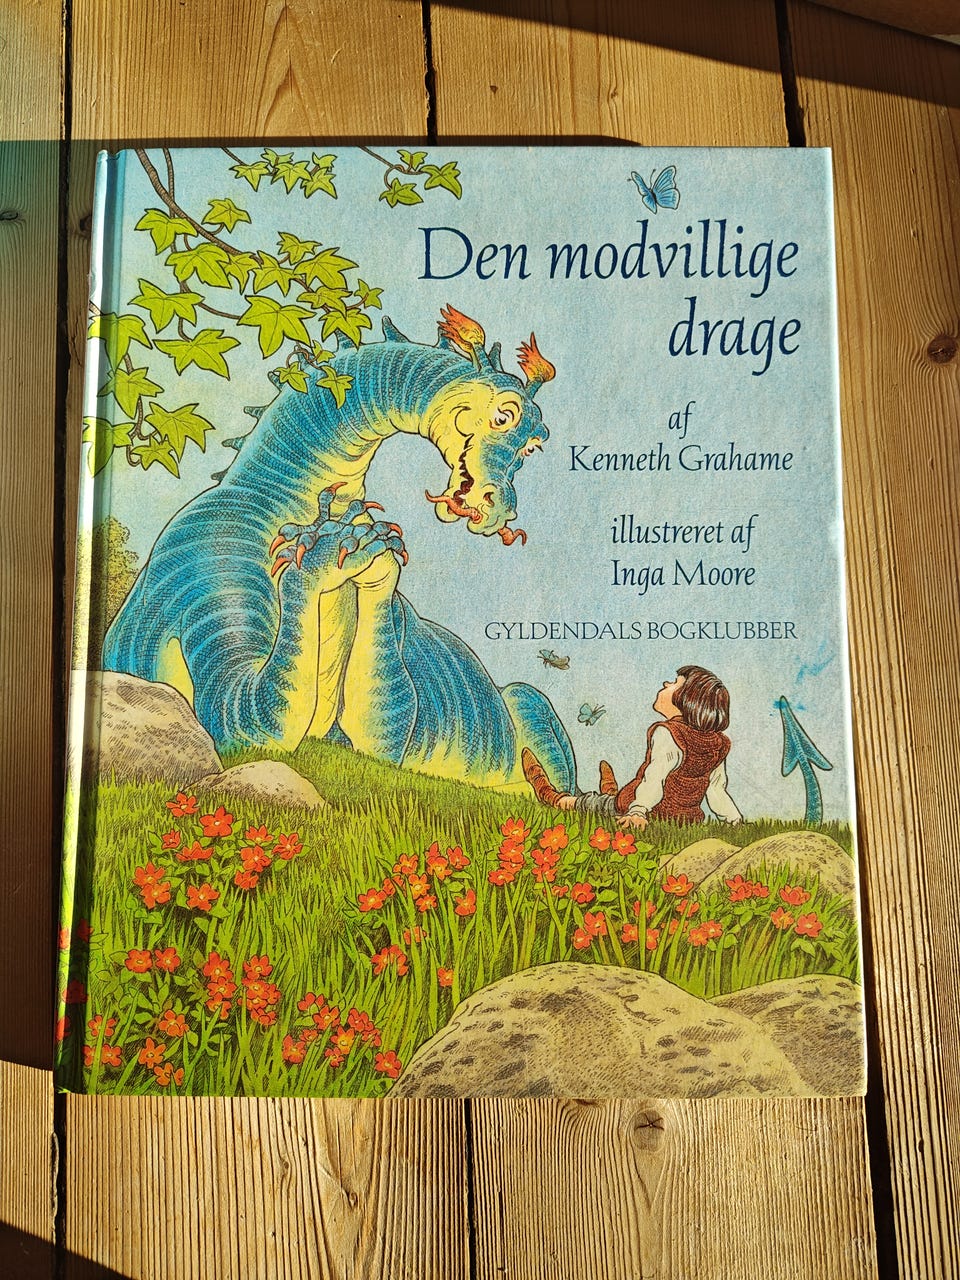 Den modvillige
drage
af
Kenneth Grahame
illustreret af
Inga Moore
GYLDENDALS BOGKLUBBER